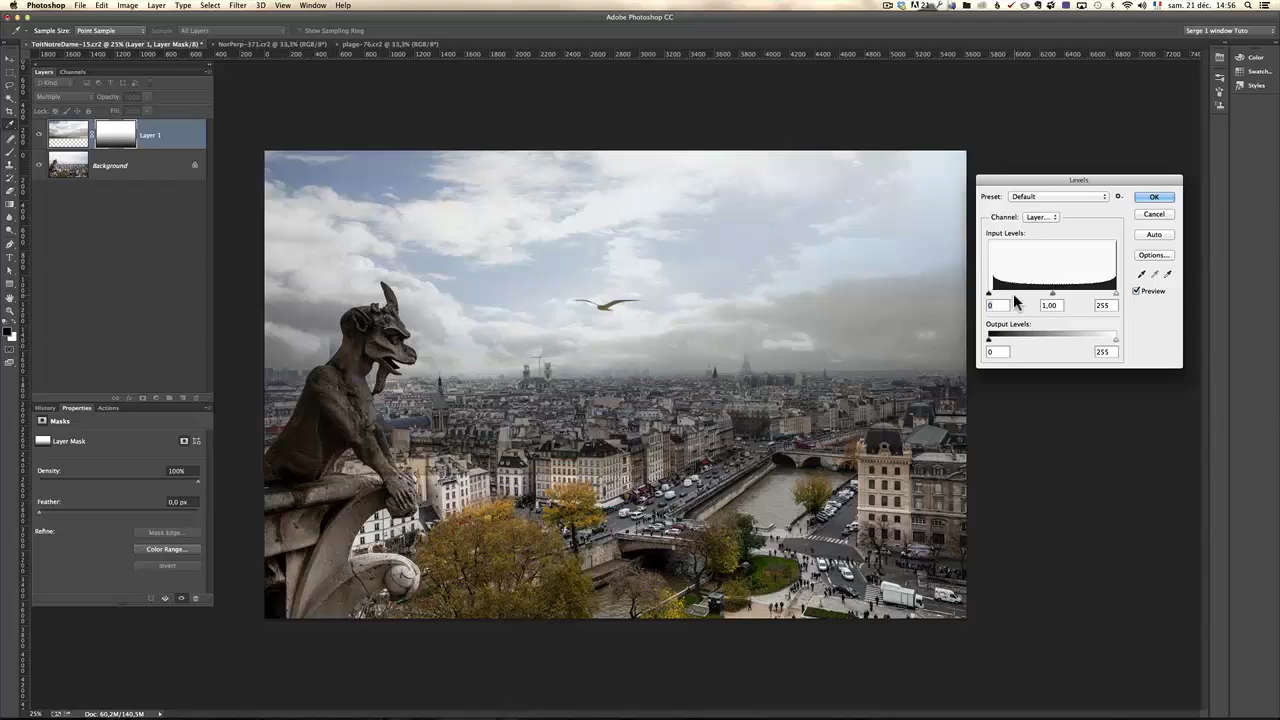 Photoshop File Edit Image Layer Type Select Filter 3D View Window Help
sam. 21 déc. 14:56
Adobe Photoshop CC
Sample Size: Point Sample Sample: All Layers Show Sampling Ring
Serge 1 window Tuto
ToitNotreDame-15.cr2 @ 25% (Layer 1, Layer Mask/8) *
NorPerp-371.cr2 @ 33,3% (RGB/8*)
plage-76.cr2 @ 33,3% (RGB/8*)
Layers Channels
Kind
Multiply Opacity:
Lock: Fill:
Layer 1
Background
History Properties Actions
Masks
Layer Mask
Density: 100%
Feather: 0,0 px
Refine: Mask Edge...
Color Range...
Invert
Levels
Preset: Default
OK
Channel: Layer...
Cancel
Input Levels:
Auto
Options...
Preview
0 1,00 255
Output Levels:
0 255
Color
Swatch...
Styles
25% Doc: 60,2M/140,5M